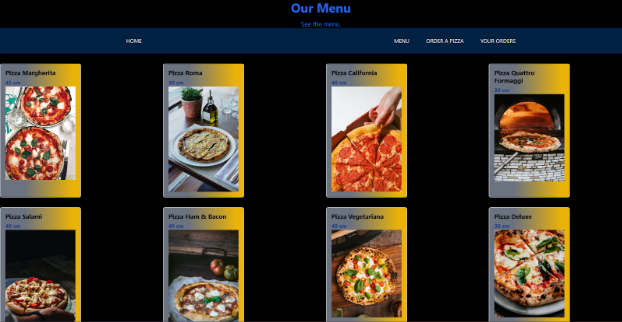 Our Menu
See the menu.
HOME
MENU
ORDER A PIZZA
YOUR ORDERS
Pizza Margherita
40 cm
Pizza Roma
30 cm
Pizza California
40 cm
Pizza Quattro
Formaggi
30 cm
Pizza Salami
40 cm
Pizza Ham & Bacon
40 cm
Pizza Vegetariana
40 cm
Pizza Deluxe
30 cm